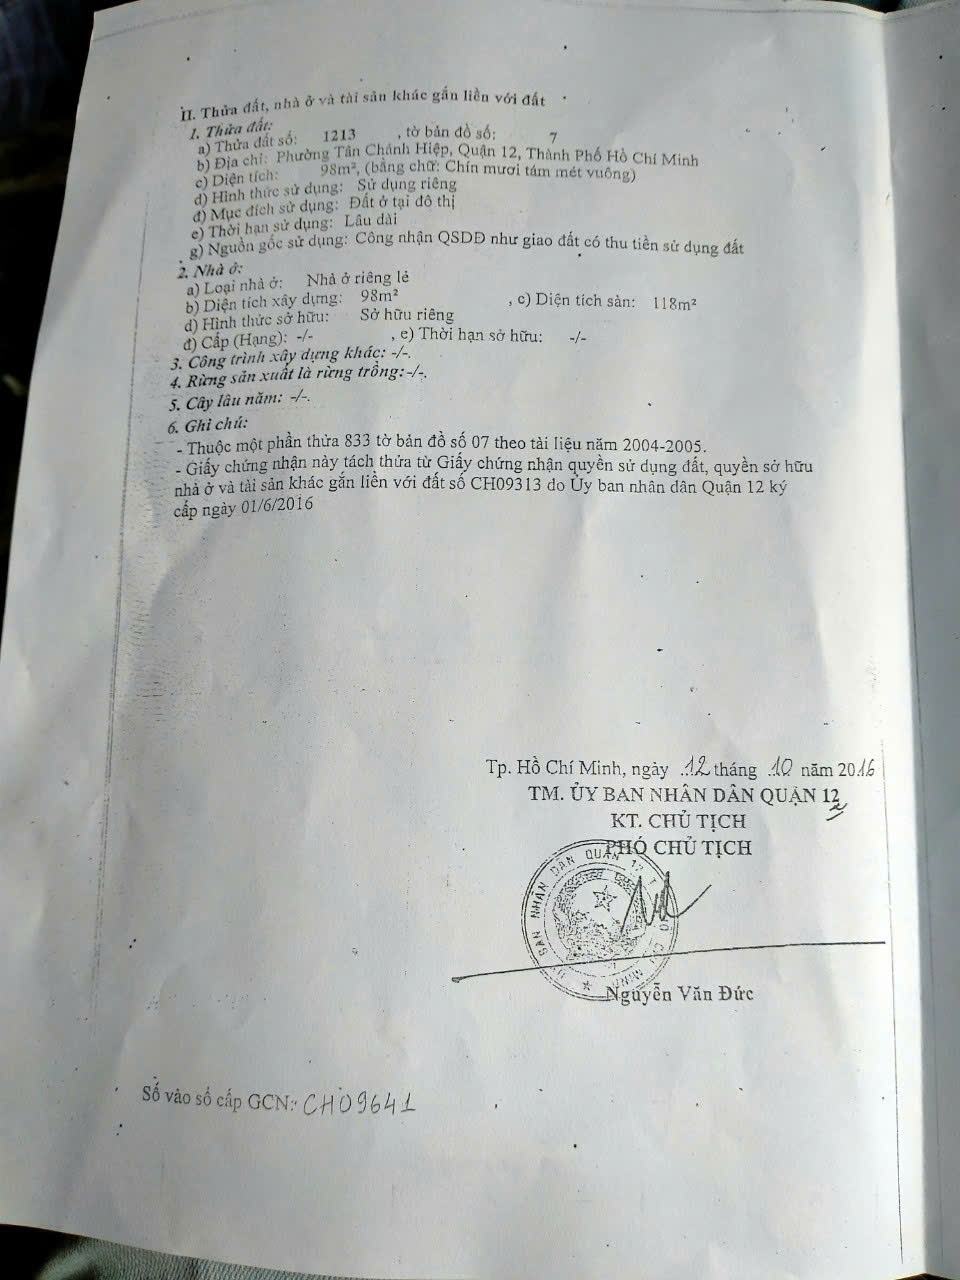 II. Thửa đất, nhà ở và tài sản khác gắn liền với đất
1. Thửa đất:
a) Thửa đất số: 1213 , tờ bản đồ số: 7
b) Địa chỉ: Phường Tân Chánh Hiệp, Quận 12, Thành Phố Hồ Chí Minh
c) Diện tích: 98m², (bằng chữ: Chín mươi tám mét vuông)
d) Hình thức sử dụng: Sử dụng riêng
đ) Mục đích sử dụng: Đất ở tại đô thị
e) Thời hạn sử dụng: Lâu dài
g) Nguồn gốc sử dụng: Công nhận QSDĐ như giao đất có thu tiền sử dụng đất
2. Nhà ở:
a) Loại nhà ở: Nhà ở riêng lẻ
b) Diện tích xây dựng: 98m² , c) Diện tích sàn: 118m²
d) Hình thức sở hữu: Sở hữu riêng
đ) Cấp (Hạng): -/- , e) Thời hạn sở hữu: -/-
3. Công trình xây dựng khác: -/-.
4. Rừng sản xuất là rừng trồng:-/-.
5. Cây lâu năm: -/-.
6. Ghi chú:
- Thuộc một phần thửa 833 tờ bản đồ số 07 theo tài liệu năm 2004-2005.
- Giấy chứng nhận này tách thửa từ Giấy chứng nhận quyền sử dụng đất, quyền sở hữu
nhà ở và tài sản khác gắn liền với đất số CH09313 do Ủy ban nhân dân Quận 12 ký
cấp ngày 01/6/2016
Tp. Hồ Chí Minh, ngày 12 tháng 10 năm 2016
TM. ỦY BAN NHÂN DÂN QUẬN 12
KT. CHỦ TỊCH
PHÓ CHỦ TỊCH
BAN NHÂN DÂN QUẬN 12
Nguyễn Văn Đức
Số vào sổ cấp GCN: CH09641